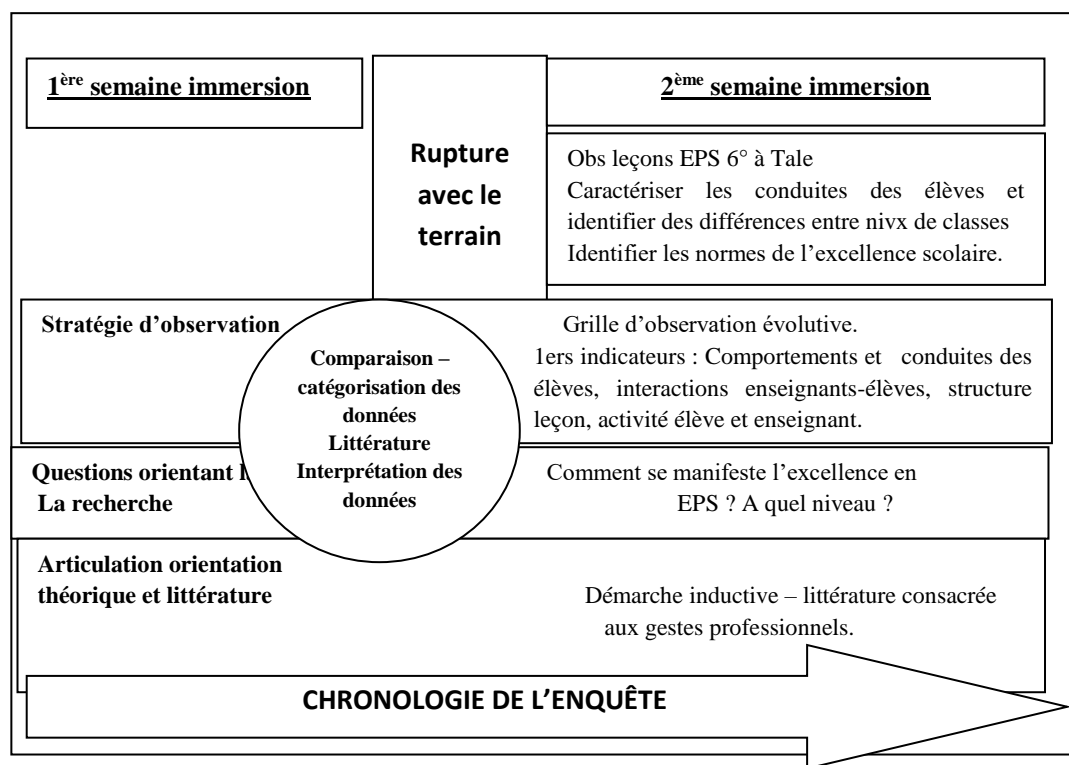 1ère semaine immersion
Rupture
avec le
terrain
2ème semaine immersion
Obs leçons EPS 6° à Tale
Caractériser les conduites des élèves et
identifier des différences entre nivx de classes
Identifier les normes de l'excellence scolaire.
Stratégie d'observation
Comparaison –
catégorisation des
données
Littérature
Interprétation des
données
Grille d'observation évolutive.
1ers indicateurs : Comportements et conduites des
élèves, interactions enseignants-élèves, structure
leçon, activité élève et enseignant.
Questions orientant
La recherche
Comment se manifeste l'excellence en
EPS ? A quel niveau ?
Articulation orientation
théorique et littérature
Démarche inductive – littérature consacrée
aux gestes professionnels.
CHRONOLOGIE DE L'ENQUÊTE